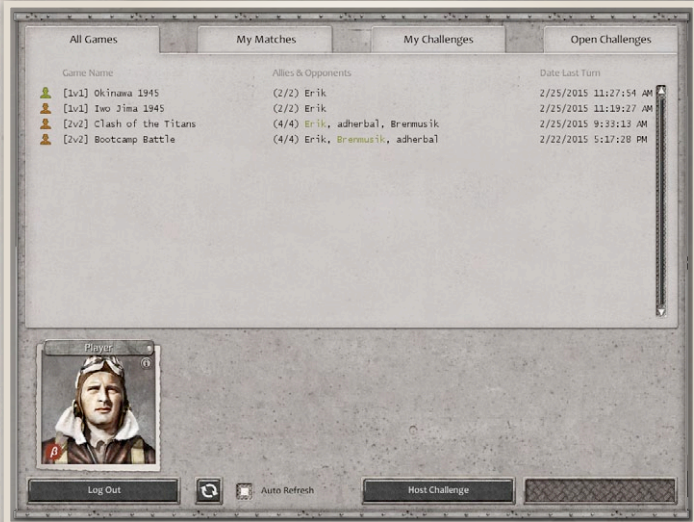 All Games My Matches My Challenges Open Challenges
Game Name Allies & Opponents Date Last Turn
[1v1] Okinawa 1945 (2/2) Erik 2/25/2015 11:27:54 AM
[1v1] Iwo Jima 1945 (2/2) Erik 2/25/2015 11:19:27 AM
[2v2] Clash of the Titans (4/4) Erik, adherbal, Brenmusik 2/25/2015 9:33:13 AM
[2v2] Bootcamp Battle (4/4) Erik, Brenmusik, adherbal 2/22/2015 5:17:28 PM
Player
β
Log Out Auto Refresh Host Challenge